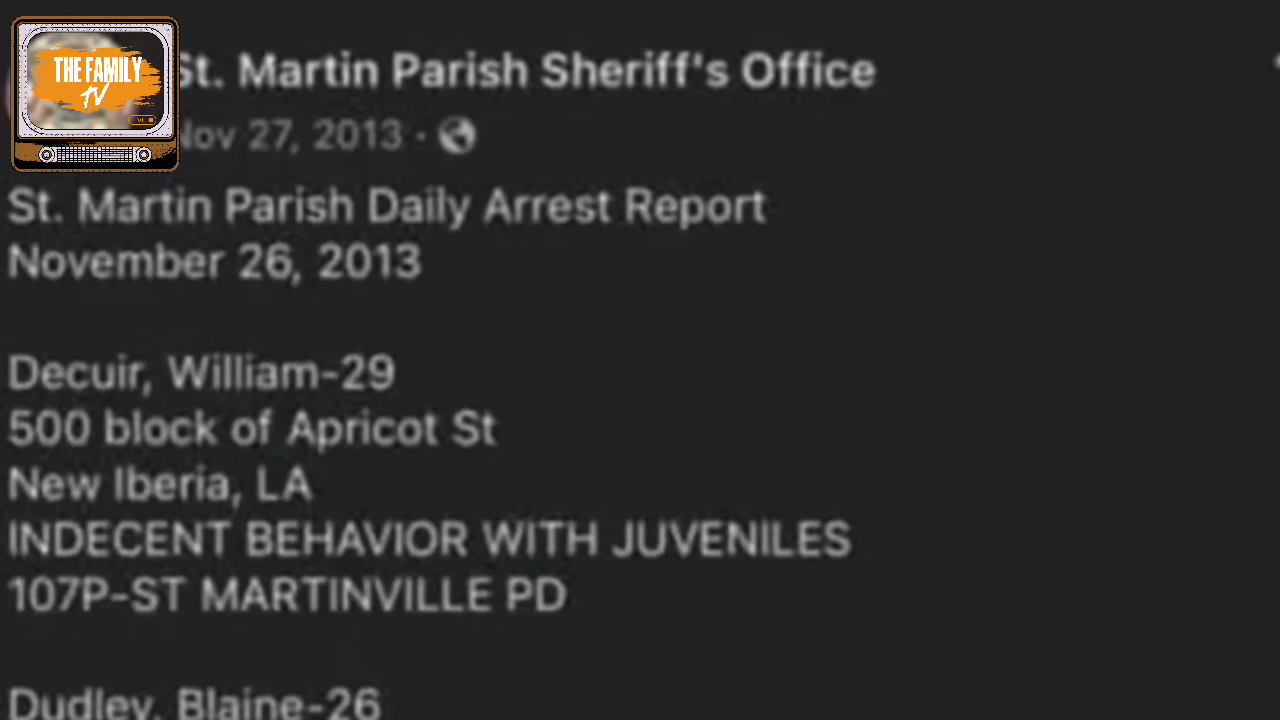 THE FAMILY
TV
St. Martin Parish Sheriff's Office
Nov 27, 2013 ·
St. Martin Parish Daily Arrest Report
November 26, 2013
Decuir, William-29
500 block of Apricot St
New Iberia, LA
INDECENT BEHAVIOR WITH JUVENILES
107P-ST MARTINVILLE PD
Dudley, Blaine-26